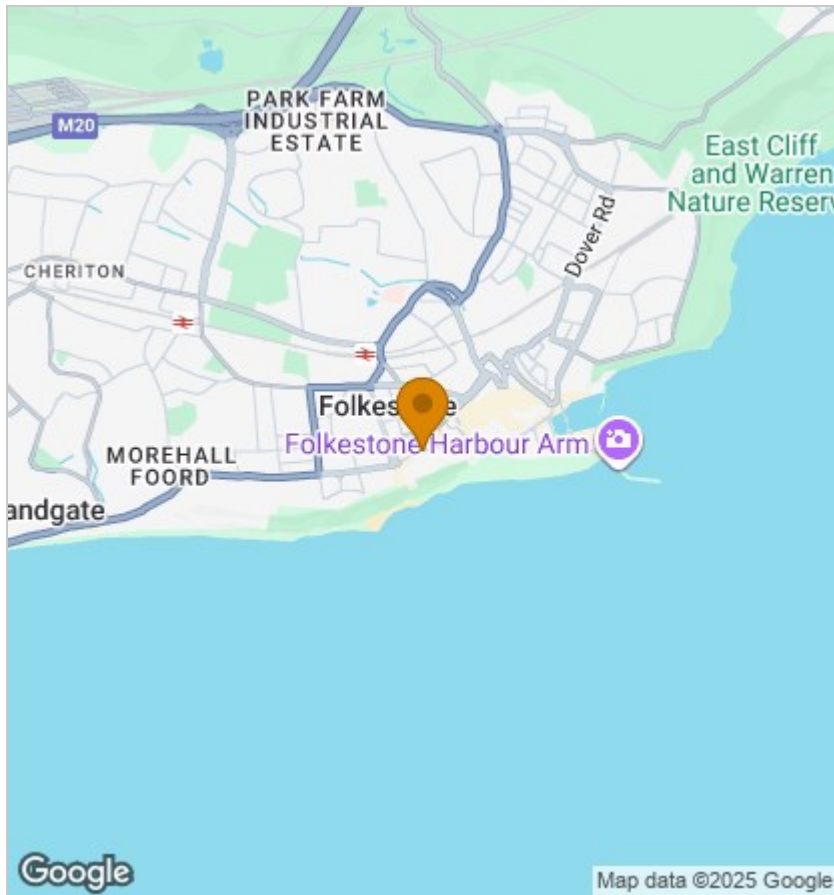 M20
PARK FARM
INDUSTRIAL
ESTATE
East Cliff
and Warren
Nature Reserv
Dover Rd
CHERITON
Folkestone
Folkestone Harbour Arm
MOREHALL
FOORD
andgate
Google
Map data ©2025 Google